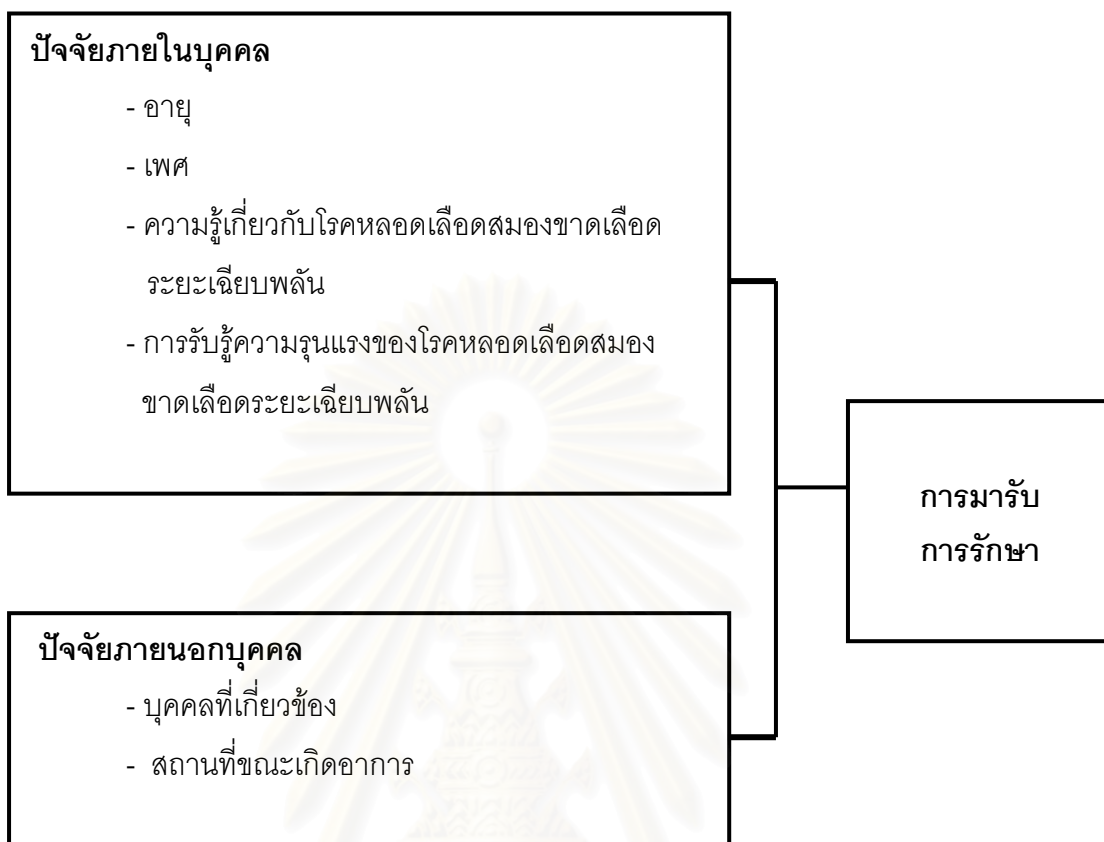 ปัจจัยภายในบุคคล
- อายุ
- เพศ
- ความรู้เกี่ยวกับโรคหลอดเลือดสมองขาดเลือด
ระยะเฉียบพลัน
- การรับรู้ความรุนแรงของโรคหลอดเลือดสมอง
ขาดเลือดระยะเฉียบพลัน
การมารับ
การรักษา
ปัจจัยภายนอกบุคคล
- บุคคลที่เกี่ยวข้อง
- สถานที่ขณะเกิดอาการ